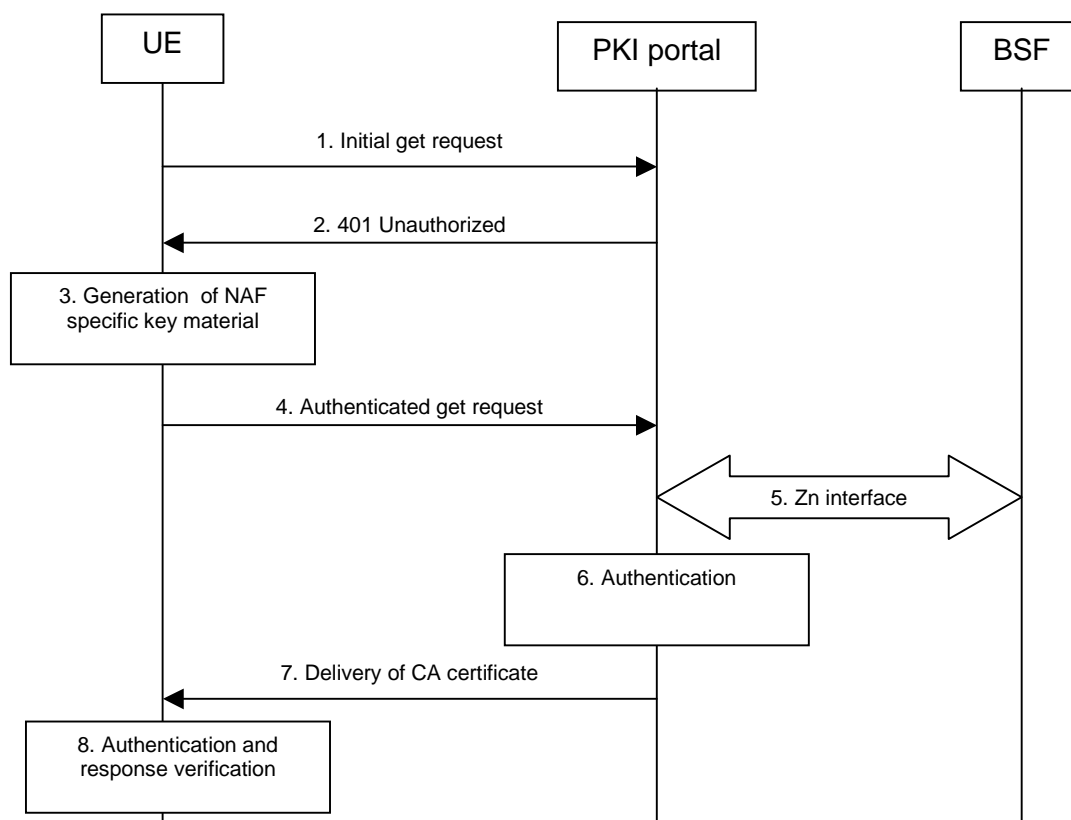 UE
PKI portal
BSF
1. Initial get request
2. 401 Unauthorized
3. Generation of NAF
specific key material
4. Authenticated get request
5. Zn interface
6. Authentication
7. Delivery of CA certificate
8. Authentication and
response verification